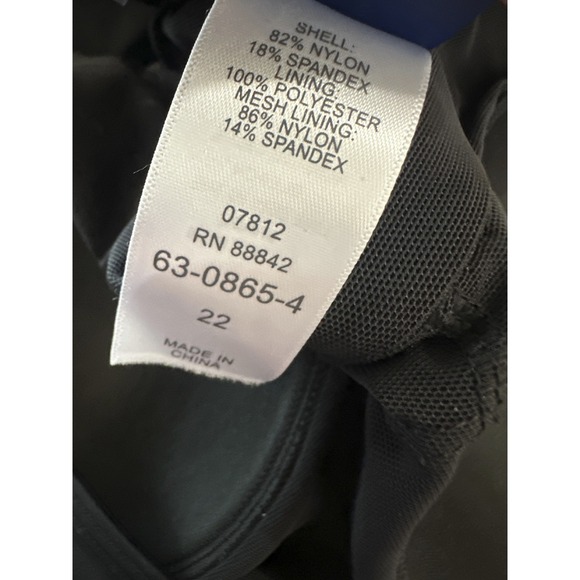 SHELL:
82% NYLON
18% SPANDEX
LINING:
100% POLYESTER
MESH LINING:
86% NYLON
14% SPANDEX
07812
RN 88842
63-0865-4
22
MADE IN
CHINA